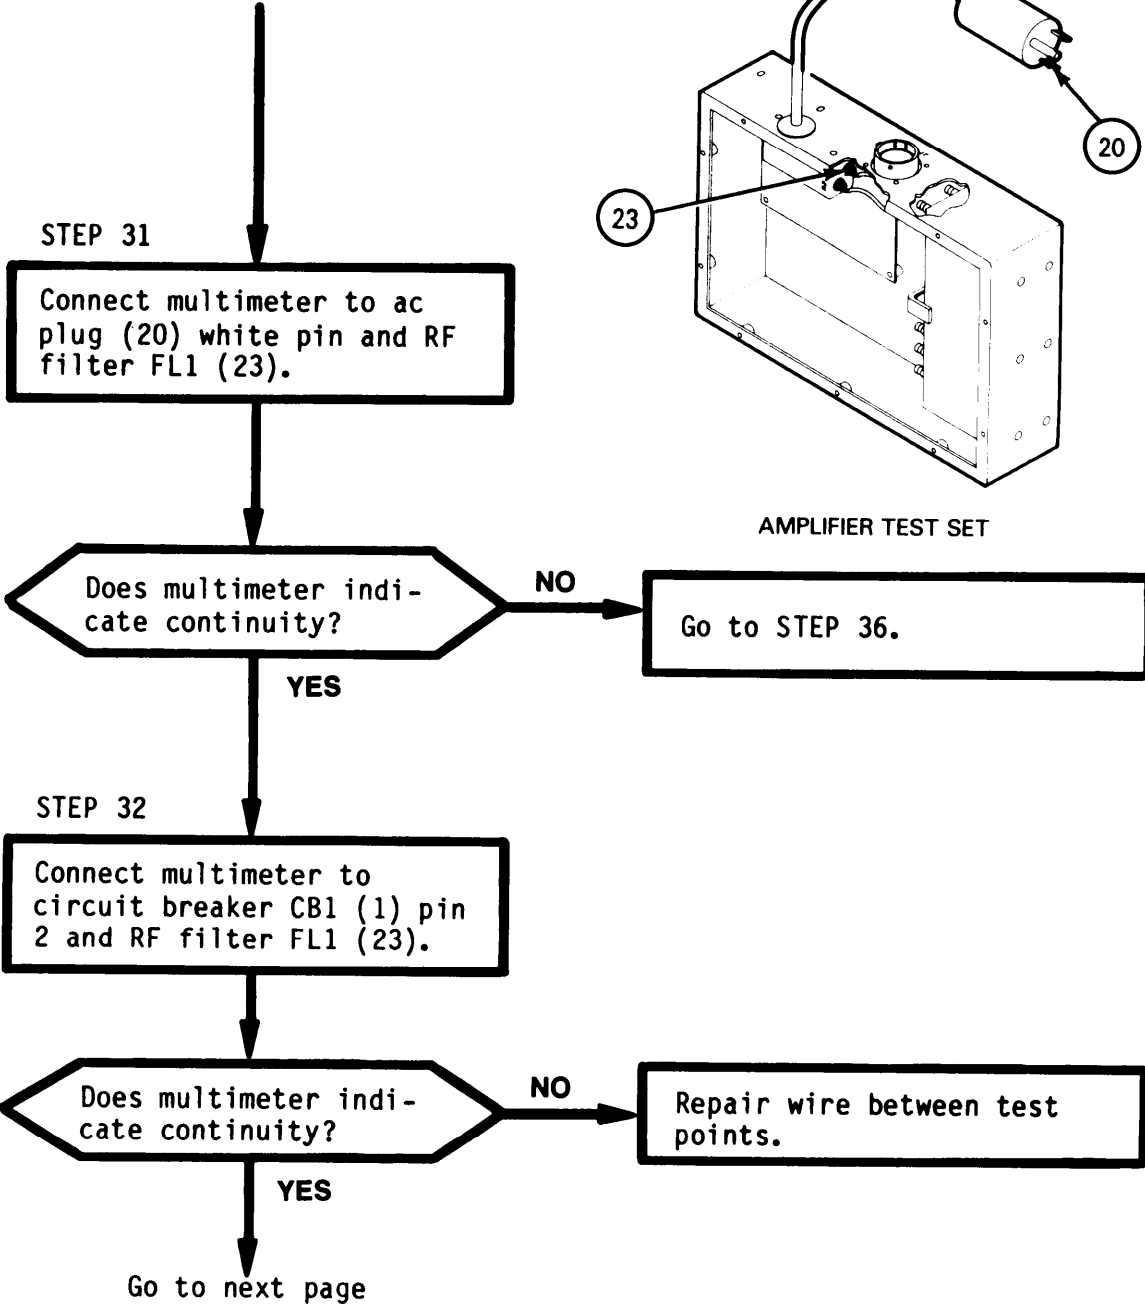 20
23
STEP 31
Connect multimeter to ac
plug (20) white pin and RF
filter FL1 (23).
AMPLIFIER TEST SET
Does multimeter indi-
cate continuity?
NO
Go to STEP 36.
YES
STEP 32
Connect multimeter to
circuit breaker CB1 (1) pin
2 and RF filter FL1 (23).
Does multimeter indi-
cate continuity?
NO
Repair wire between test
points.
YES
Go to next page